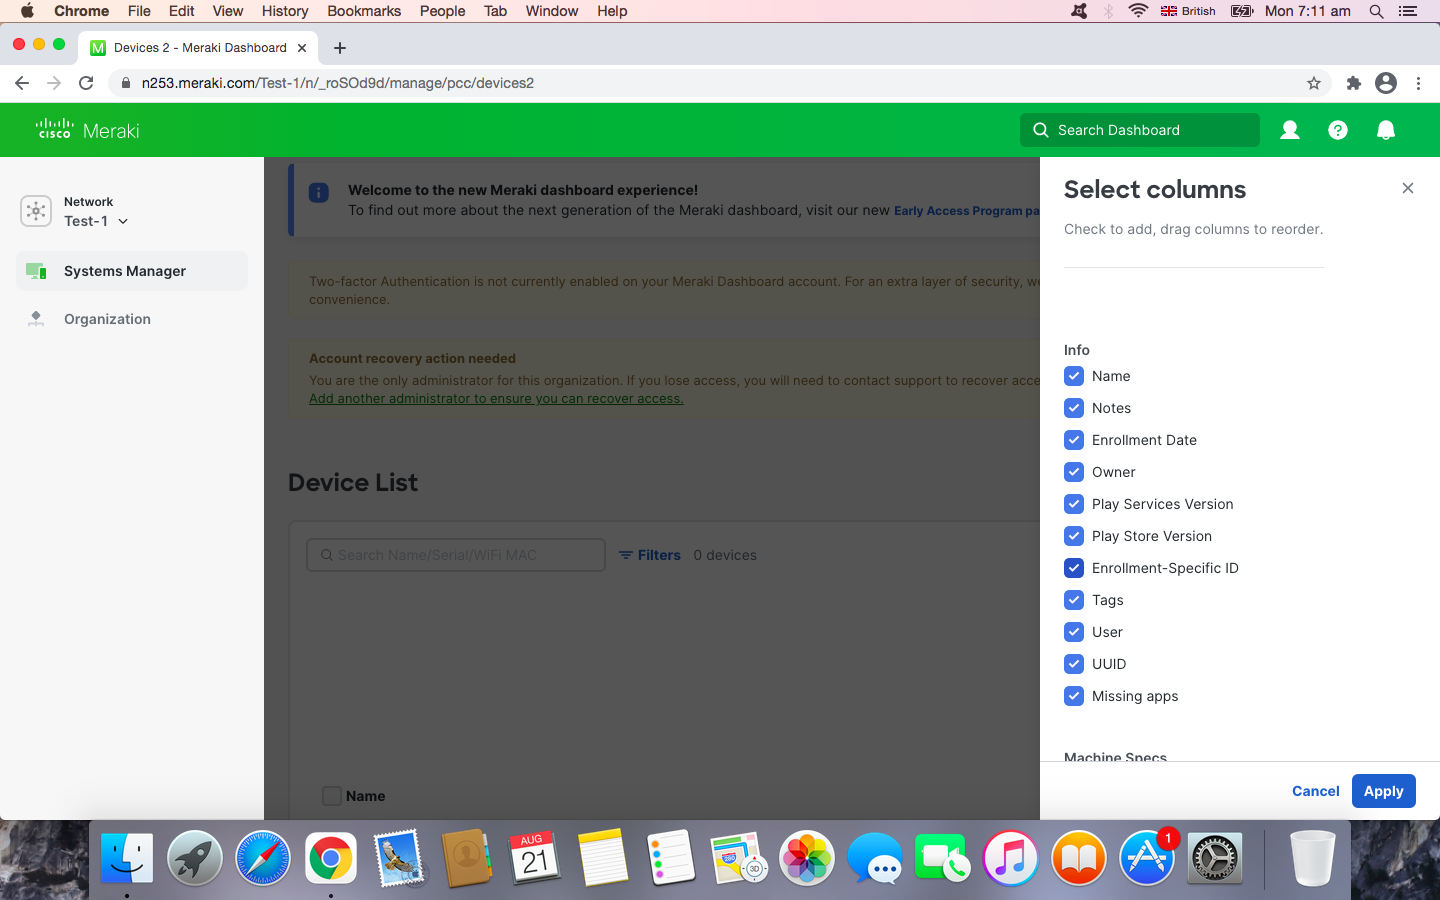 Chrome File Edit View History Bookmarks People Tab Window Help
British Mon 7:11 am
M Devices 2 - Meraki Dashboard
n253.meraki.com/Test-1/n/_roSOd9d/manage/pcc/devices2
cisco Meraki
Search Dashboard
Network
Test-1
Systems Manager
Organization
Welcome to the new Meraki dashboard experience!
To find out more about the next generation of the Meraki dashboard, visit our new Early Access Program pa
Two-factor Authentication is not currently enabled on your Meraki Dashboard account. For an extra layer of security, we
convenience.
Account recovery action needed
You are the only administrator for this organization. If you lose access, you will need to contact support to recover acce
Add another administrator to ensure you can recover access.
Device List
Search Name/Serial/WiFi MAC
Filters
0 devices
Name
Select columns
Check to add, drag columns to reorder.
Info
Name
Notes
Enrollment Date
Owner
Play Services Version
Play Store Version
Enrollment-Specific ID
Tags
User
UUID
Missing apps
Machine Specs
Cancel
Apply
AUG
21
280
3D
1